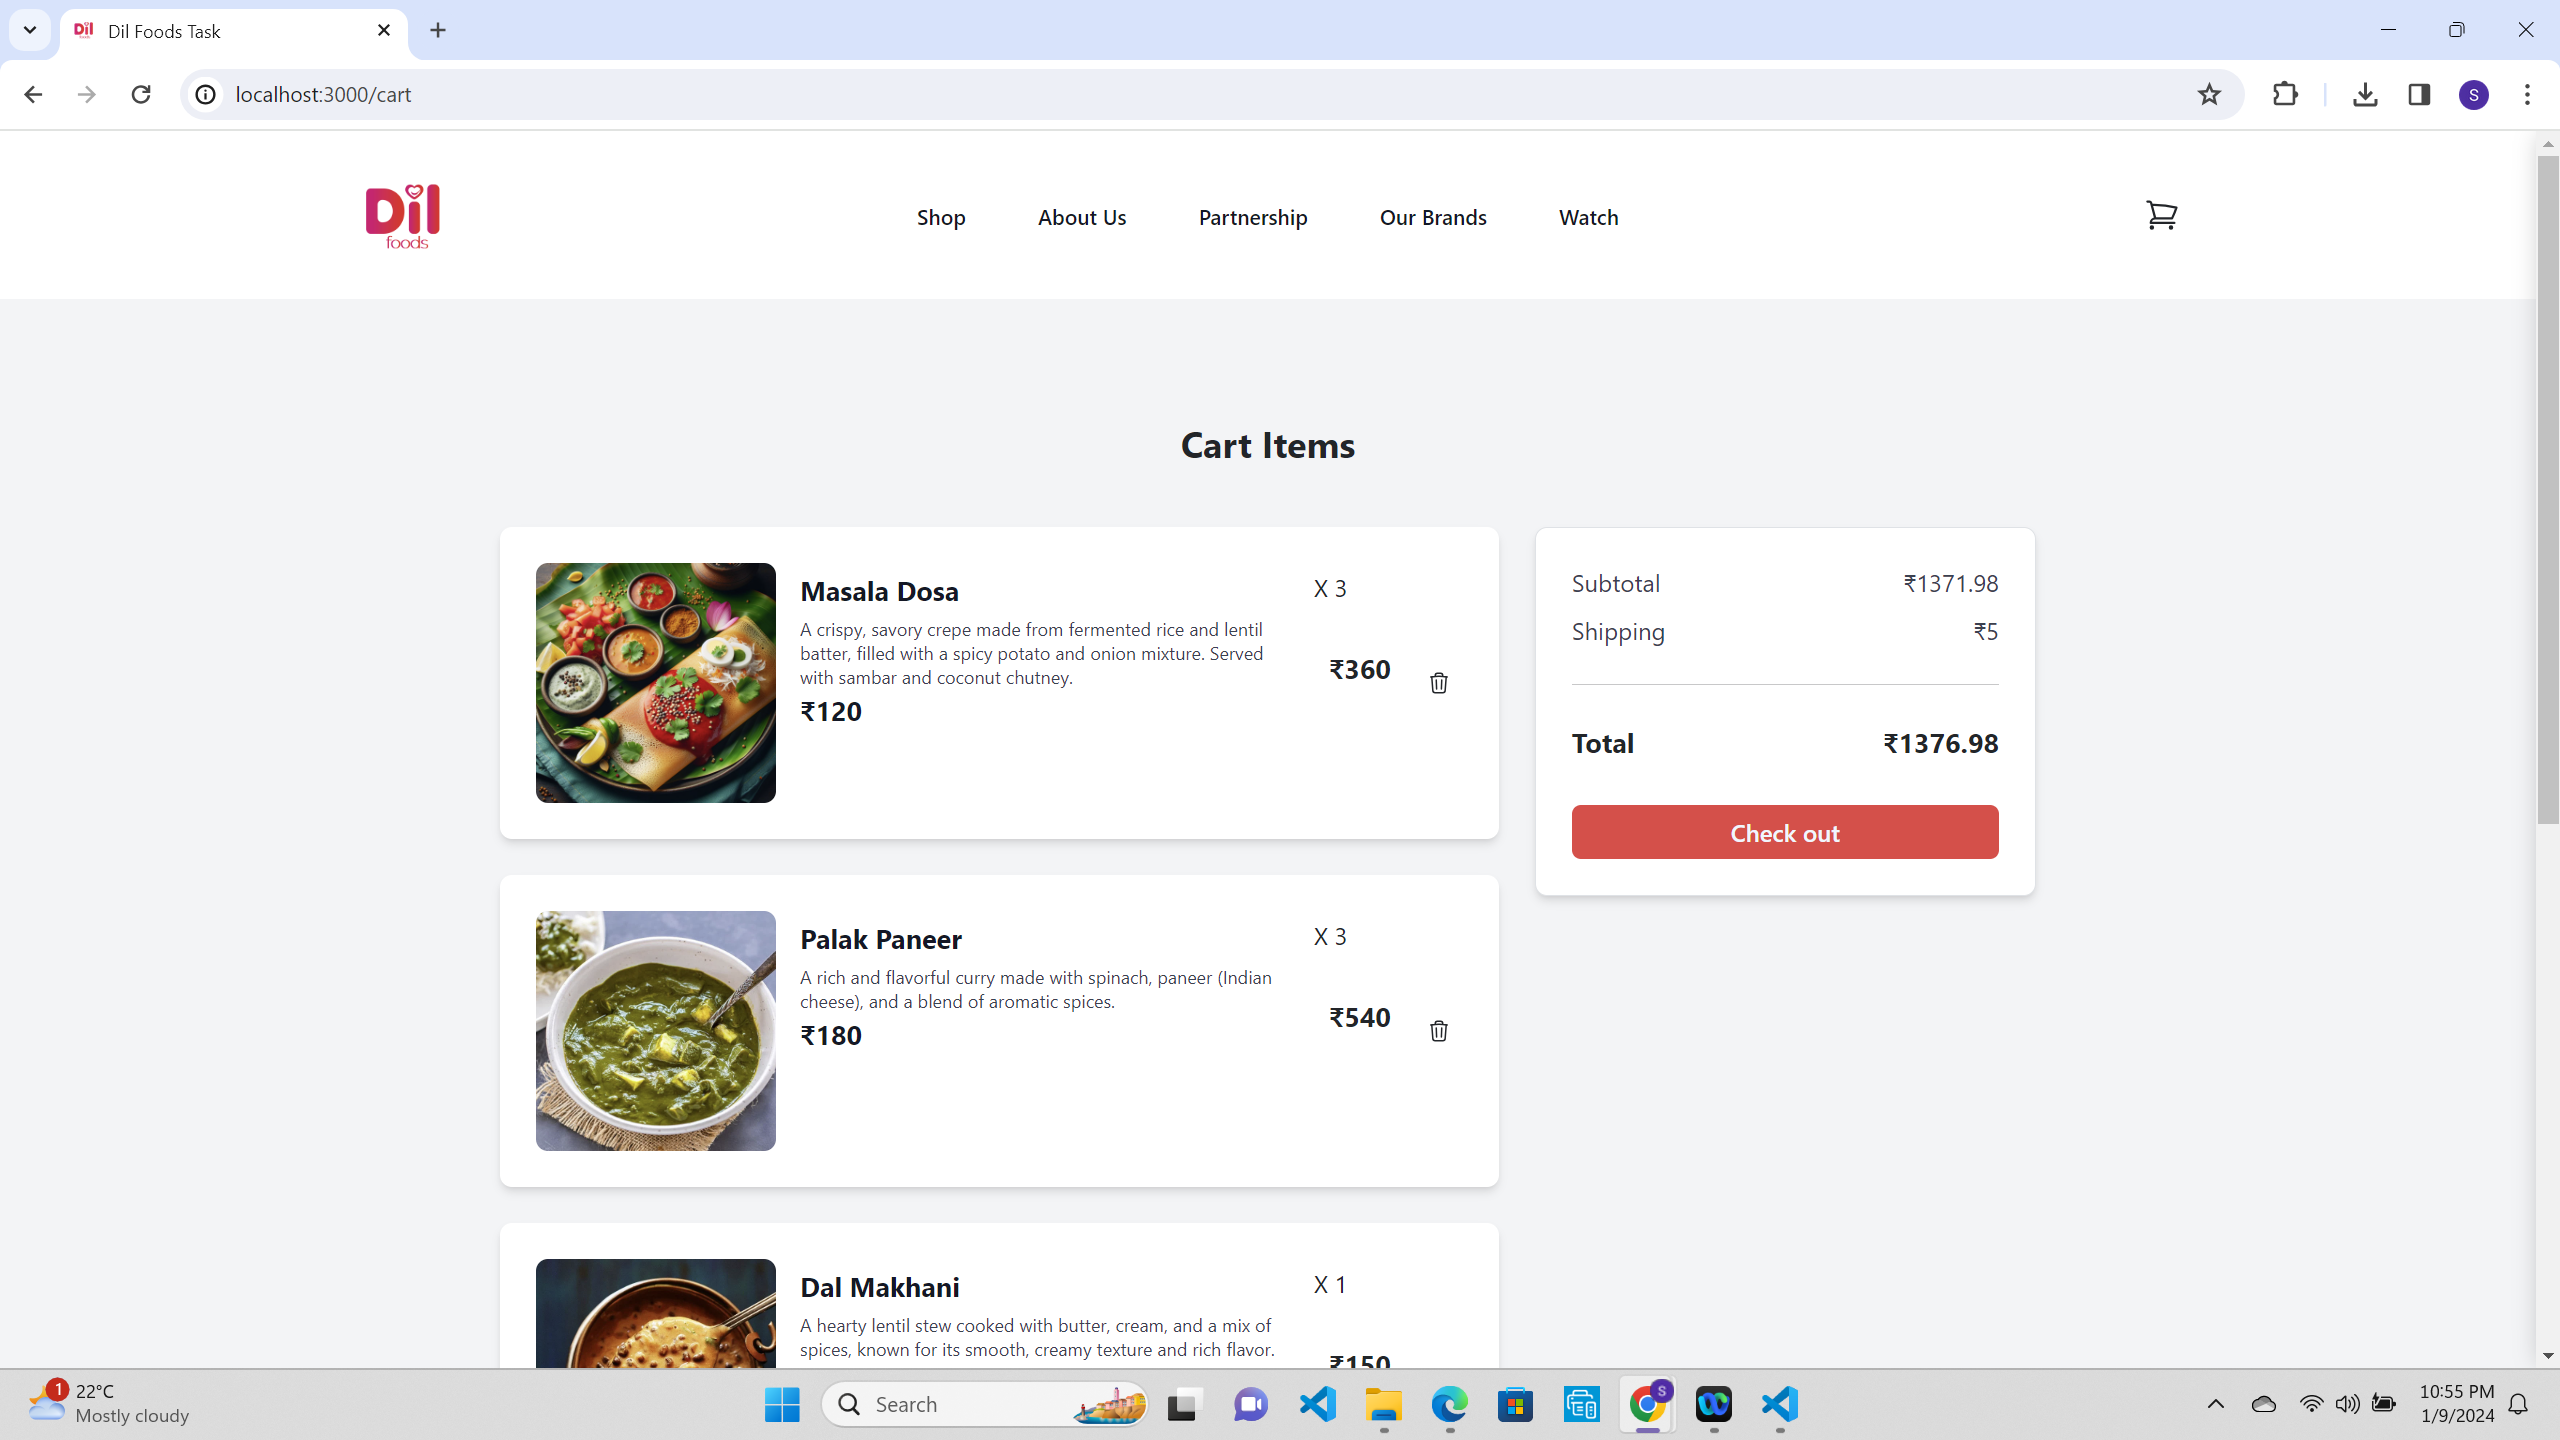 Dil Foods Task
localhost:3000/cart
S
Dil
foods
Shop
About Us
Partnership
Our Brands
Watch
Cart Items
Masala Dosa
X 3
A crispy, savory crepe made from fermented rice and lentil
batter, filled with a spicy potato and onion mixture. Served
with sambar and coconut chutney.
₹360
₹120
Subtotal
₹1371.98
Shipping
₹5
Total
₹1376.98
Check out
Palak Paneer
X 3
A rich and flavorful curry made with spinach, paneer (Indian
cheese), and a blend of aromatic spices.
₹540
₹180
Dal Makhani
X 1
A hearty lentil stew cooked with butter, cream, and a mix of
spices, known for its smooth, creamy texture and rich flavor.
₹150
1
22°C
Mostly cloudy
Search
S
10:55 PM
1/9/2024